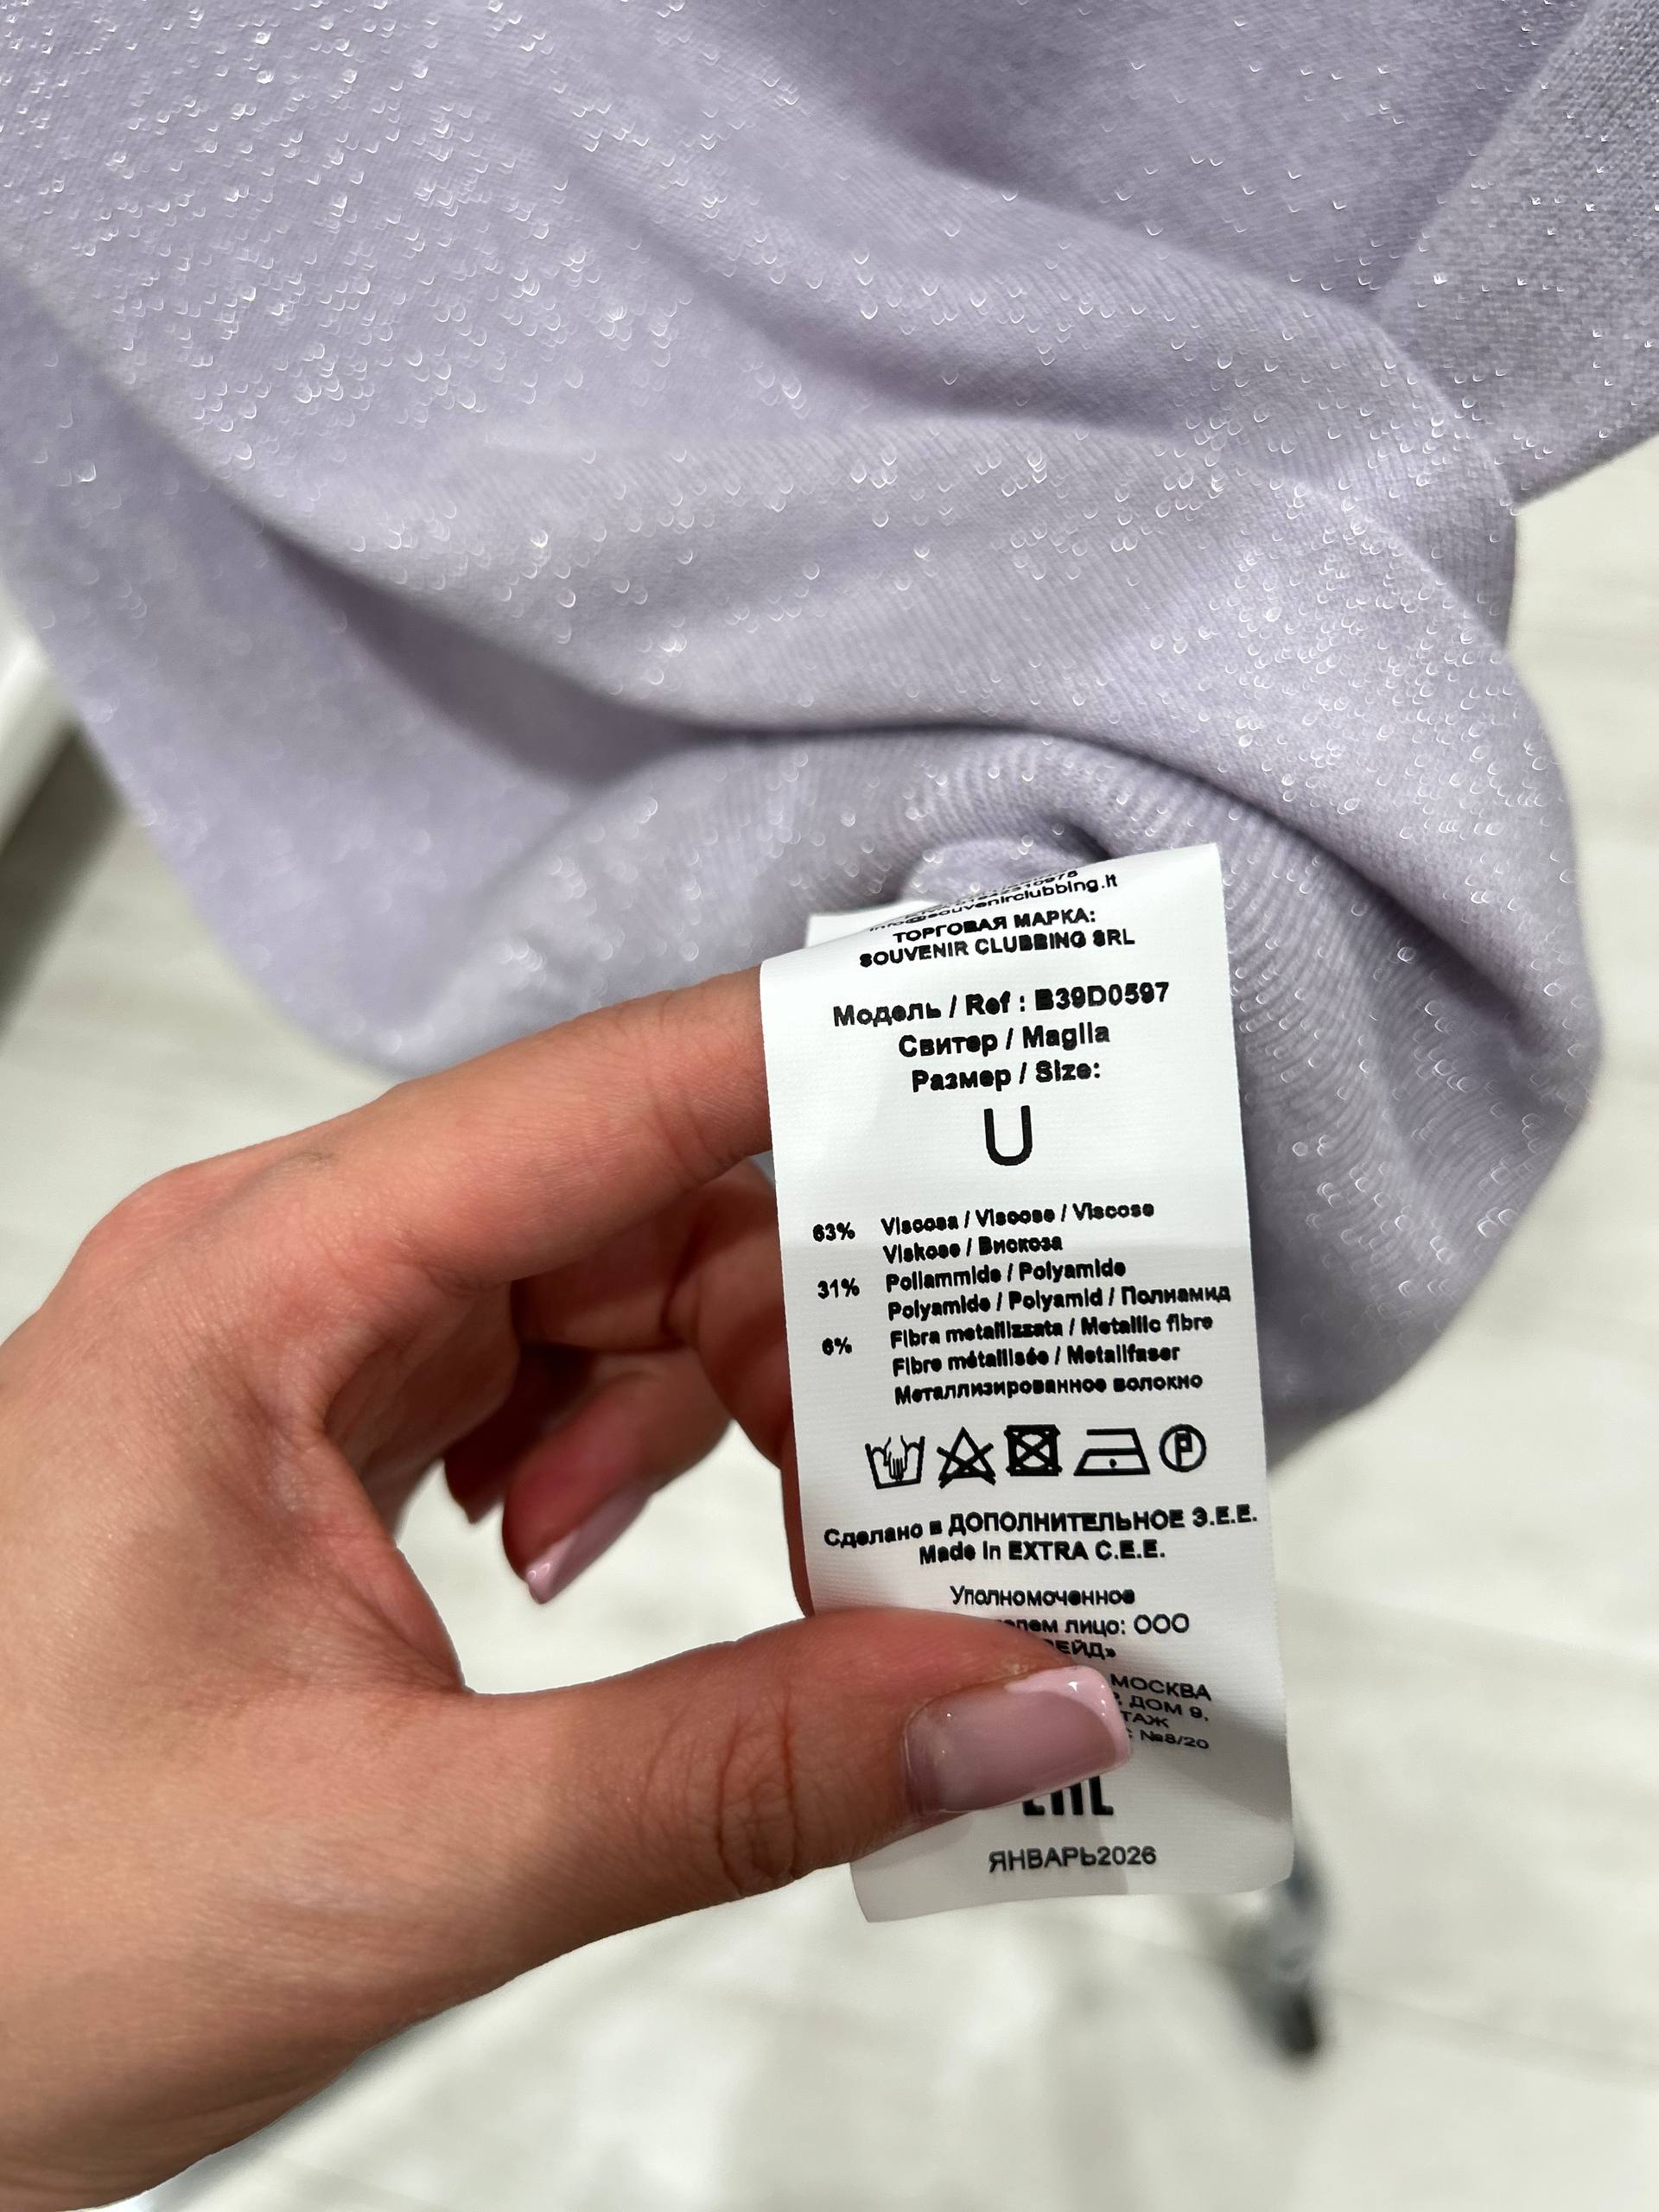 info@souvenirclubbing.it
ТОРГОВАЯ МАРКА:
SOUVENIR CLUBBING SRL
Модель / Ref : B39D0597
Свитер / Maglia
Размер / Size:
U
63% Viscosa / Viscose / Viscose
Viskose / Вискоза
31% Poliammide / Polyamide
Polyamide / Polyamid / Полиамид
6% Fibra metallizzata / Metallic fibre
Fibre métallisée / Metallfaser
Металлизированное волокно
P
Сделано в ДОПОЛНИТЕЛЬНОЕ Э.Е.Е.
Made in EXTRA C.E.E.
Уполномоченное
лицо: ООО
МОСКВА
ДОМ 9,
№8/20
ЯНВАРЬ2026